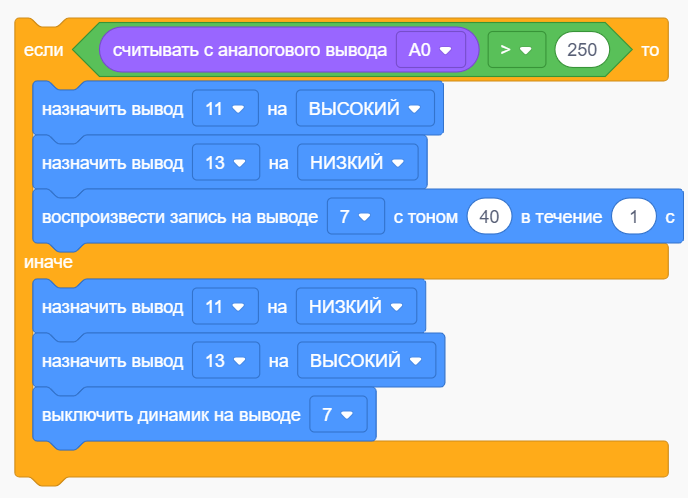 если считывать с аналогового вывода A0 > 250 то
назначить вывод 11 на ВЫСОКИЙ
назначить вывод 13 на НИЗКИЙ
воспроизвести запись на выводе 7 с тоном 40 в течение 1 с
иначе
назначить вывод 11 на НИЗКИЙ
назначить вывод 13 на ВЫСОКИЙ
выключить динамик на выводе 7